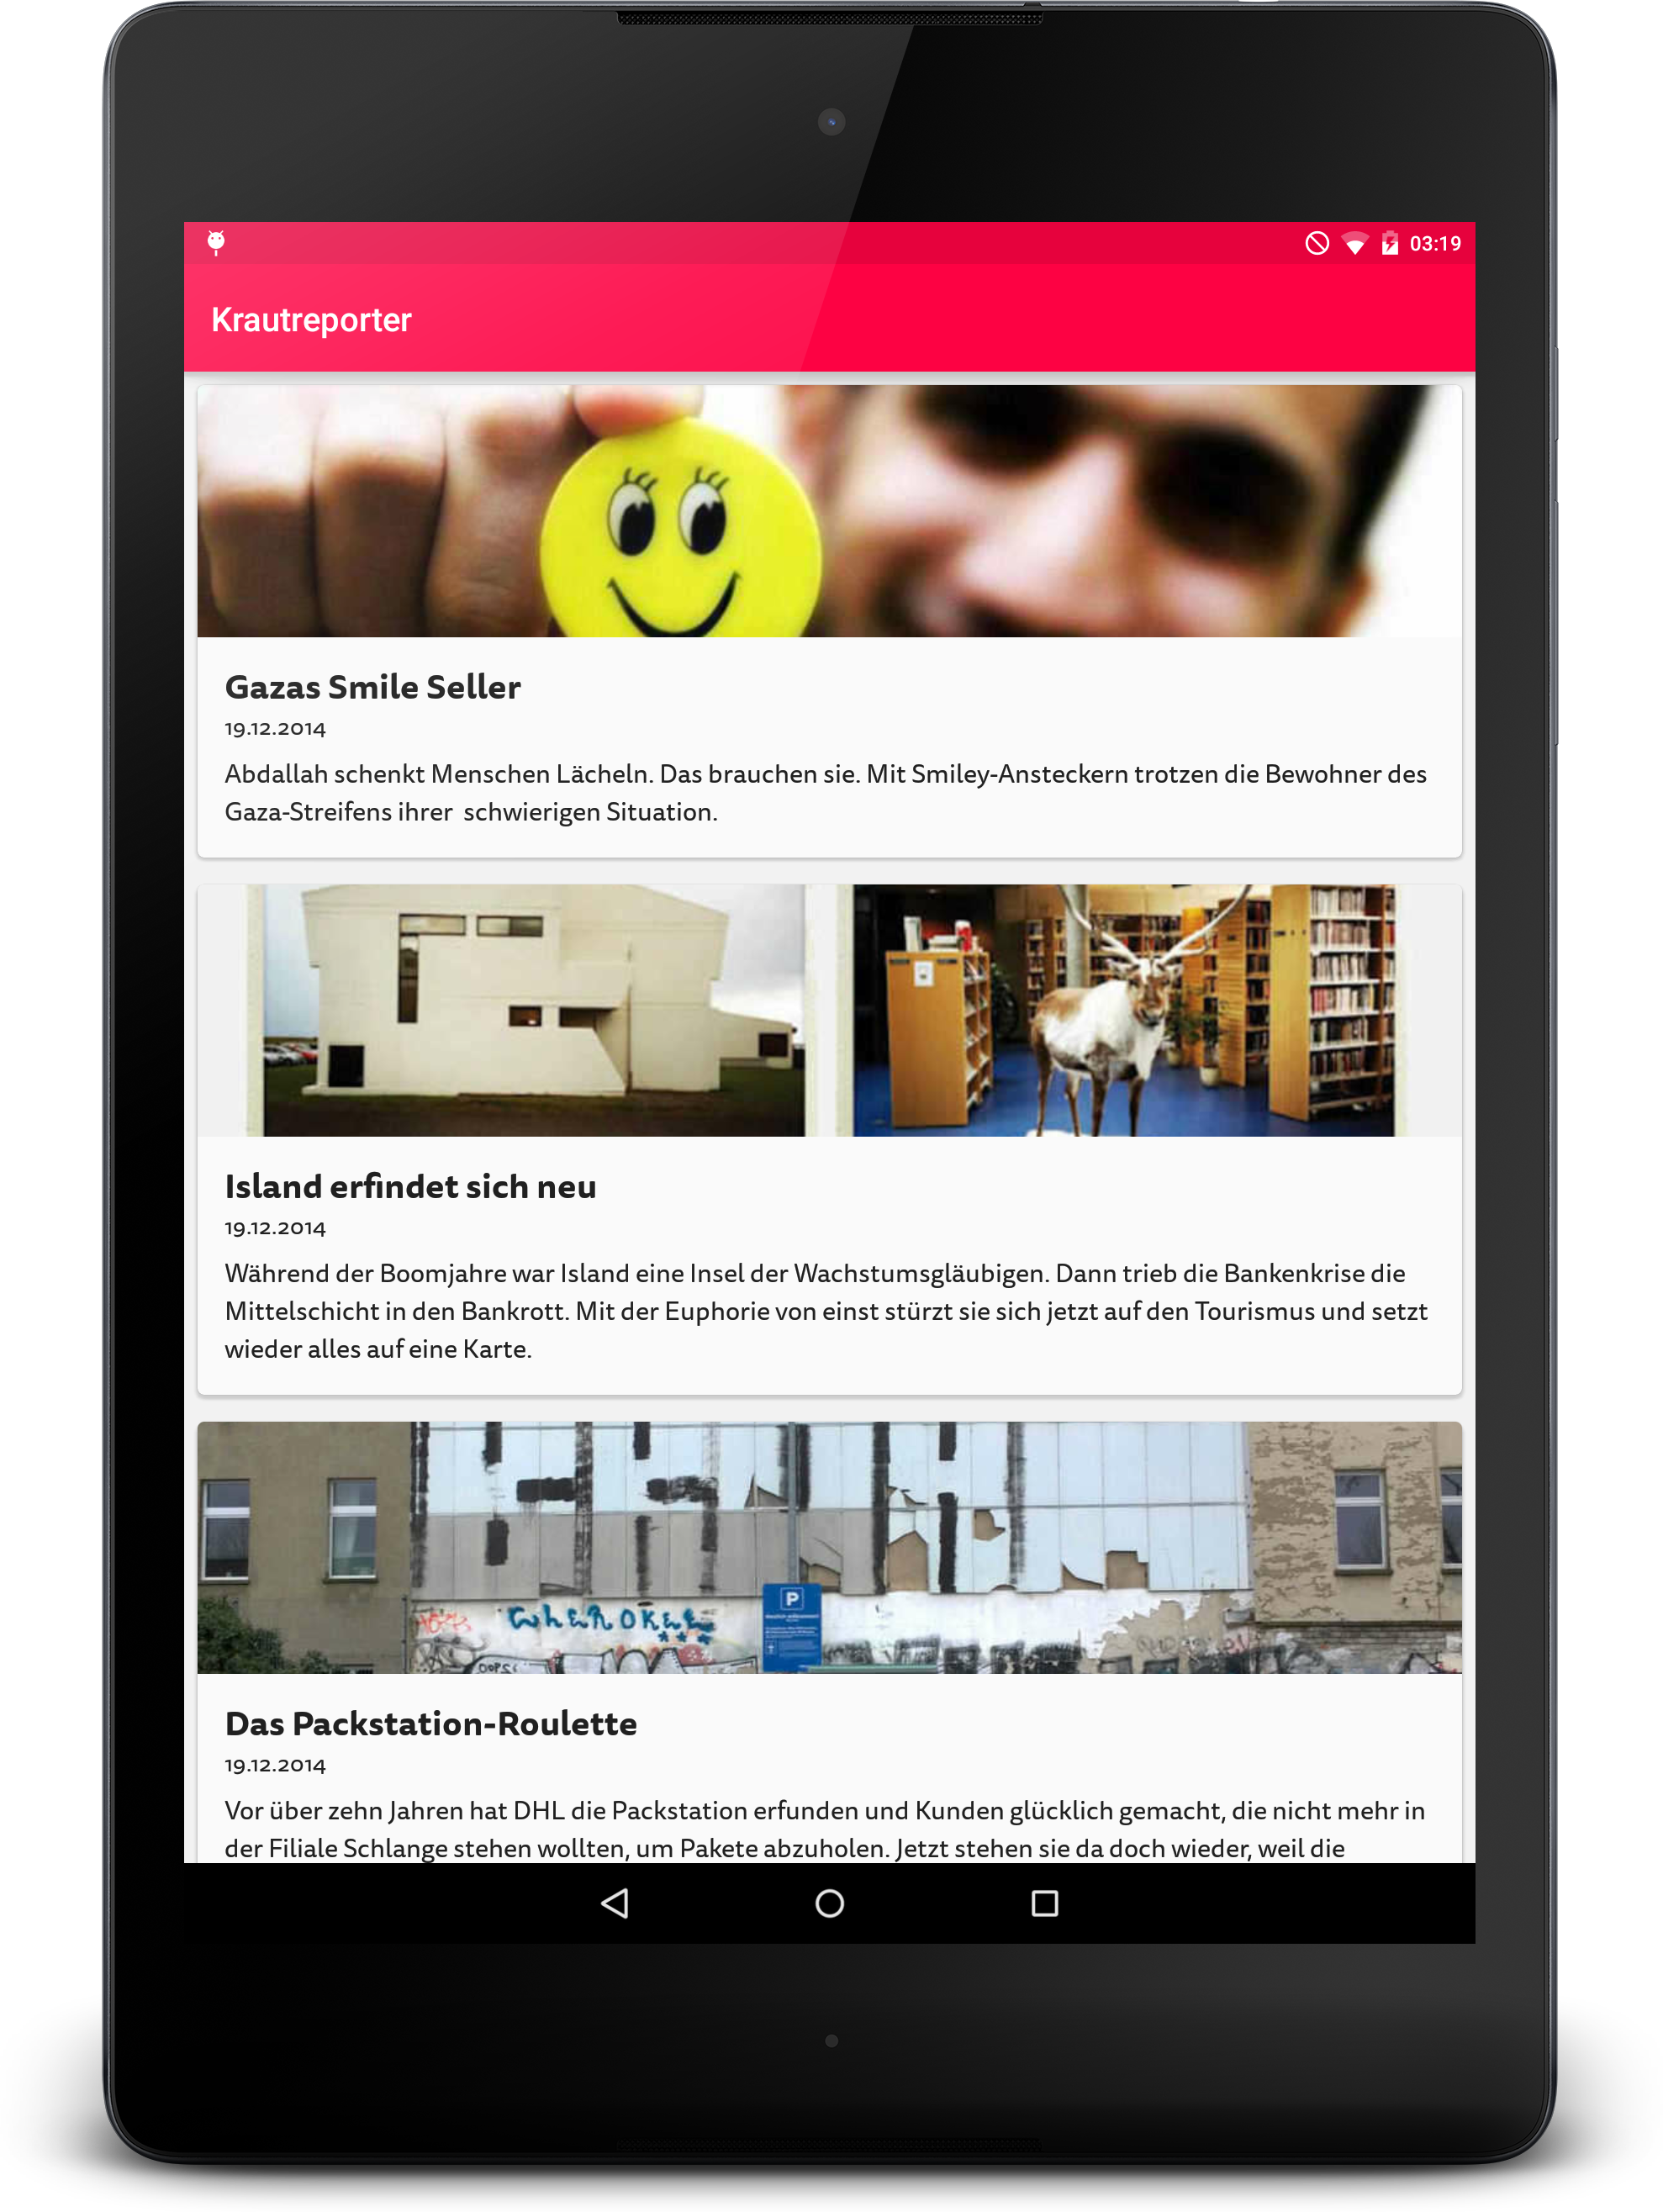 03:19
Krautreporter
Gazas Smile Seller
19.12.2014
Abdallah schenkt Menschen Lächeln. Das brauchen sie. Mit Smiley-Ansteckern trotzen die Bewohner des
Gaza-Streifens ihrer  schwierigen Situation.
Island erfindet sich neu
19.12.2014
Während der Boomjahre war Island eine Insel der Wachstumsgläubigen. Dann trieb die Bankenkrise die
Mittelschicht in den Bankrott. Mit der Euphorie von einst stürzt sie sich jetzt auf den Tourismus und setzt
wieder alles auf eine Karte.
P
OOPS
Das Packstation-Roulette
19.12.2014
Vor über zehn Jahren hat DHL die Packstation erfunden und Kunden glücklich gemacht, die nicht mehr in
der Filiale Schlange stehen wollten, um Pakete abzuholen. Jetzt stehen sie da doch wieder, weil die